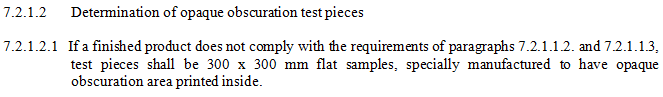 7.2.1.2 Determination of opaque obscuration test pieces
7.2.1.2.1 If a finished product does not comply with the requirements of paragraphs 7.2.1.1.2. and 7.2.1.1.3,
test pieces shall be 300 x 300 mm flat samples, specially manufactured to have opaque
obscuration area printed inside.